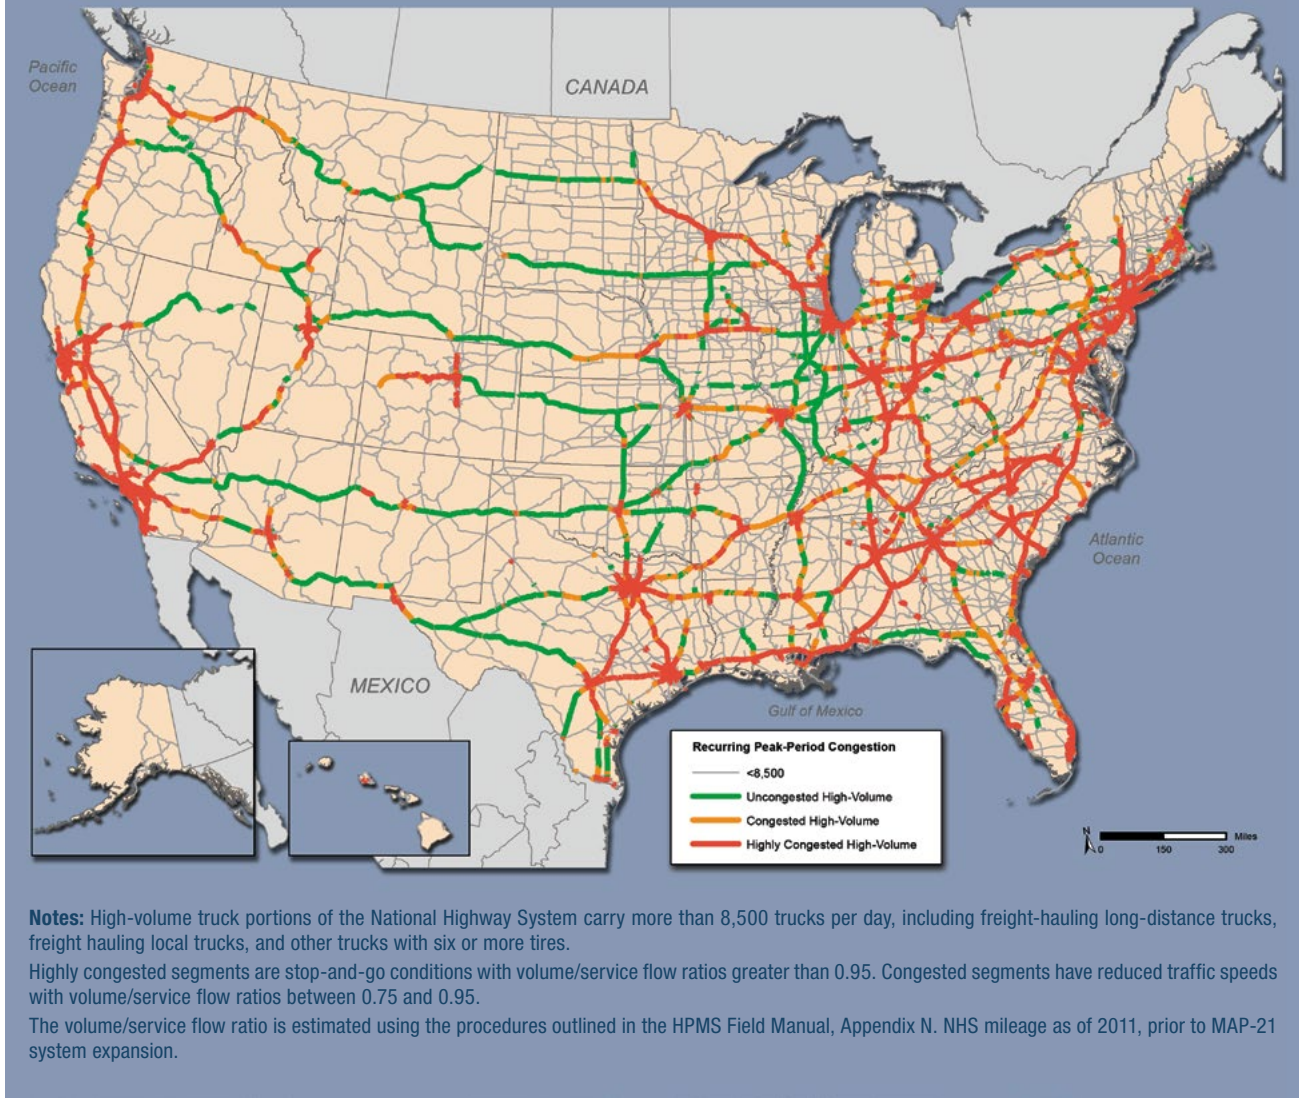 Pacific
Ocean
CANADA
Atlantic
Ocean
MEXICO
Gulf of Mexico
Recurring Peak-Period Congestion
<8,500
Uncongested High-Volume
Congested High-Volume
Highly Congested High-Volume
N
Miles
0 150 300
Notes: High-volume truck portions of the National Highway System carry more than 8,500 trucks per day, including freight-hauling long-distance trucks,
freight hauling local trucks, and other trucks with six or more tires.
Highly congested segments are stop-and-go conditions with volume/service flow ratios greater than 0.95. Congested segments have reduced traffic speeds
with volume/service flow ratios between 0.75 and 0.95.
The volume/service flow ratio is estimated using the procedures outlined in the HPMS Field Manual, Appendix N. NHS mileage as of 2011, prior to MAP-21
system expansion.